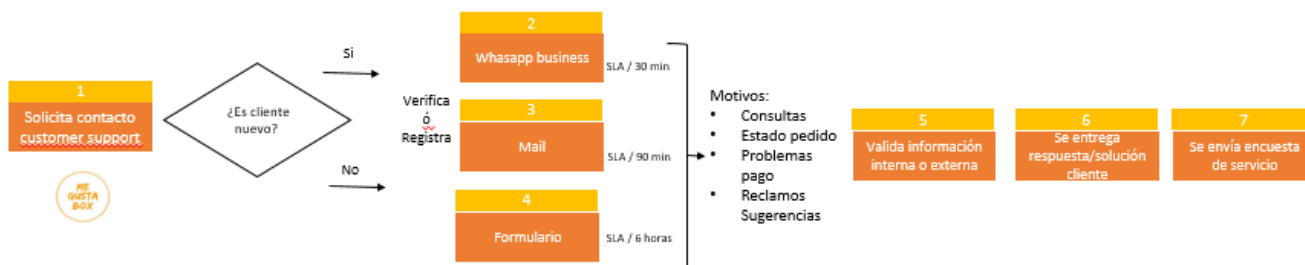 1
Solicita contacto
customer support
ME
GUSTA
BOX
¿Es cliente
nuevo?
Si
No
Verifica
ó
Registra
2
Whasapp business
SLA / 30 min
3
Mail
SLA / 90 min
4
Formulario
SLA / 6 horas
Motivos:
• Consultas
• Estado pedido
• Problemas
pago
• Reclamos
Sugerencias
5
Valida información
interna o externa
6
Se entrega
respuesta/solución
cliente
7
Se envía encuesta
de servicio